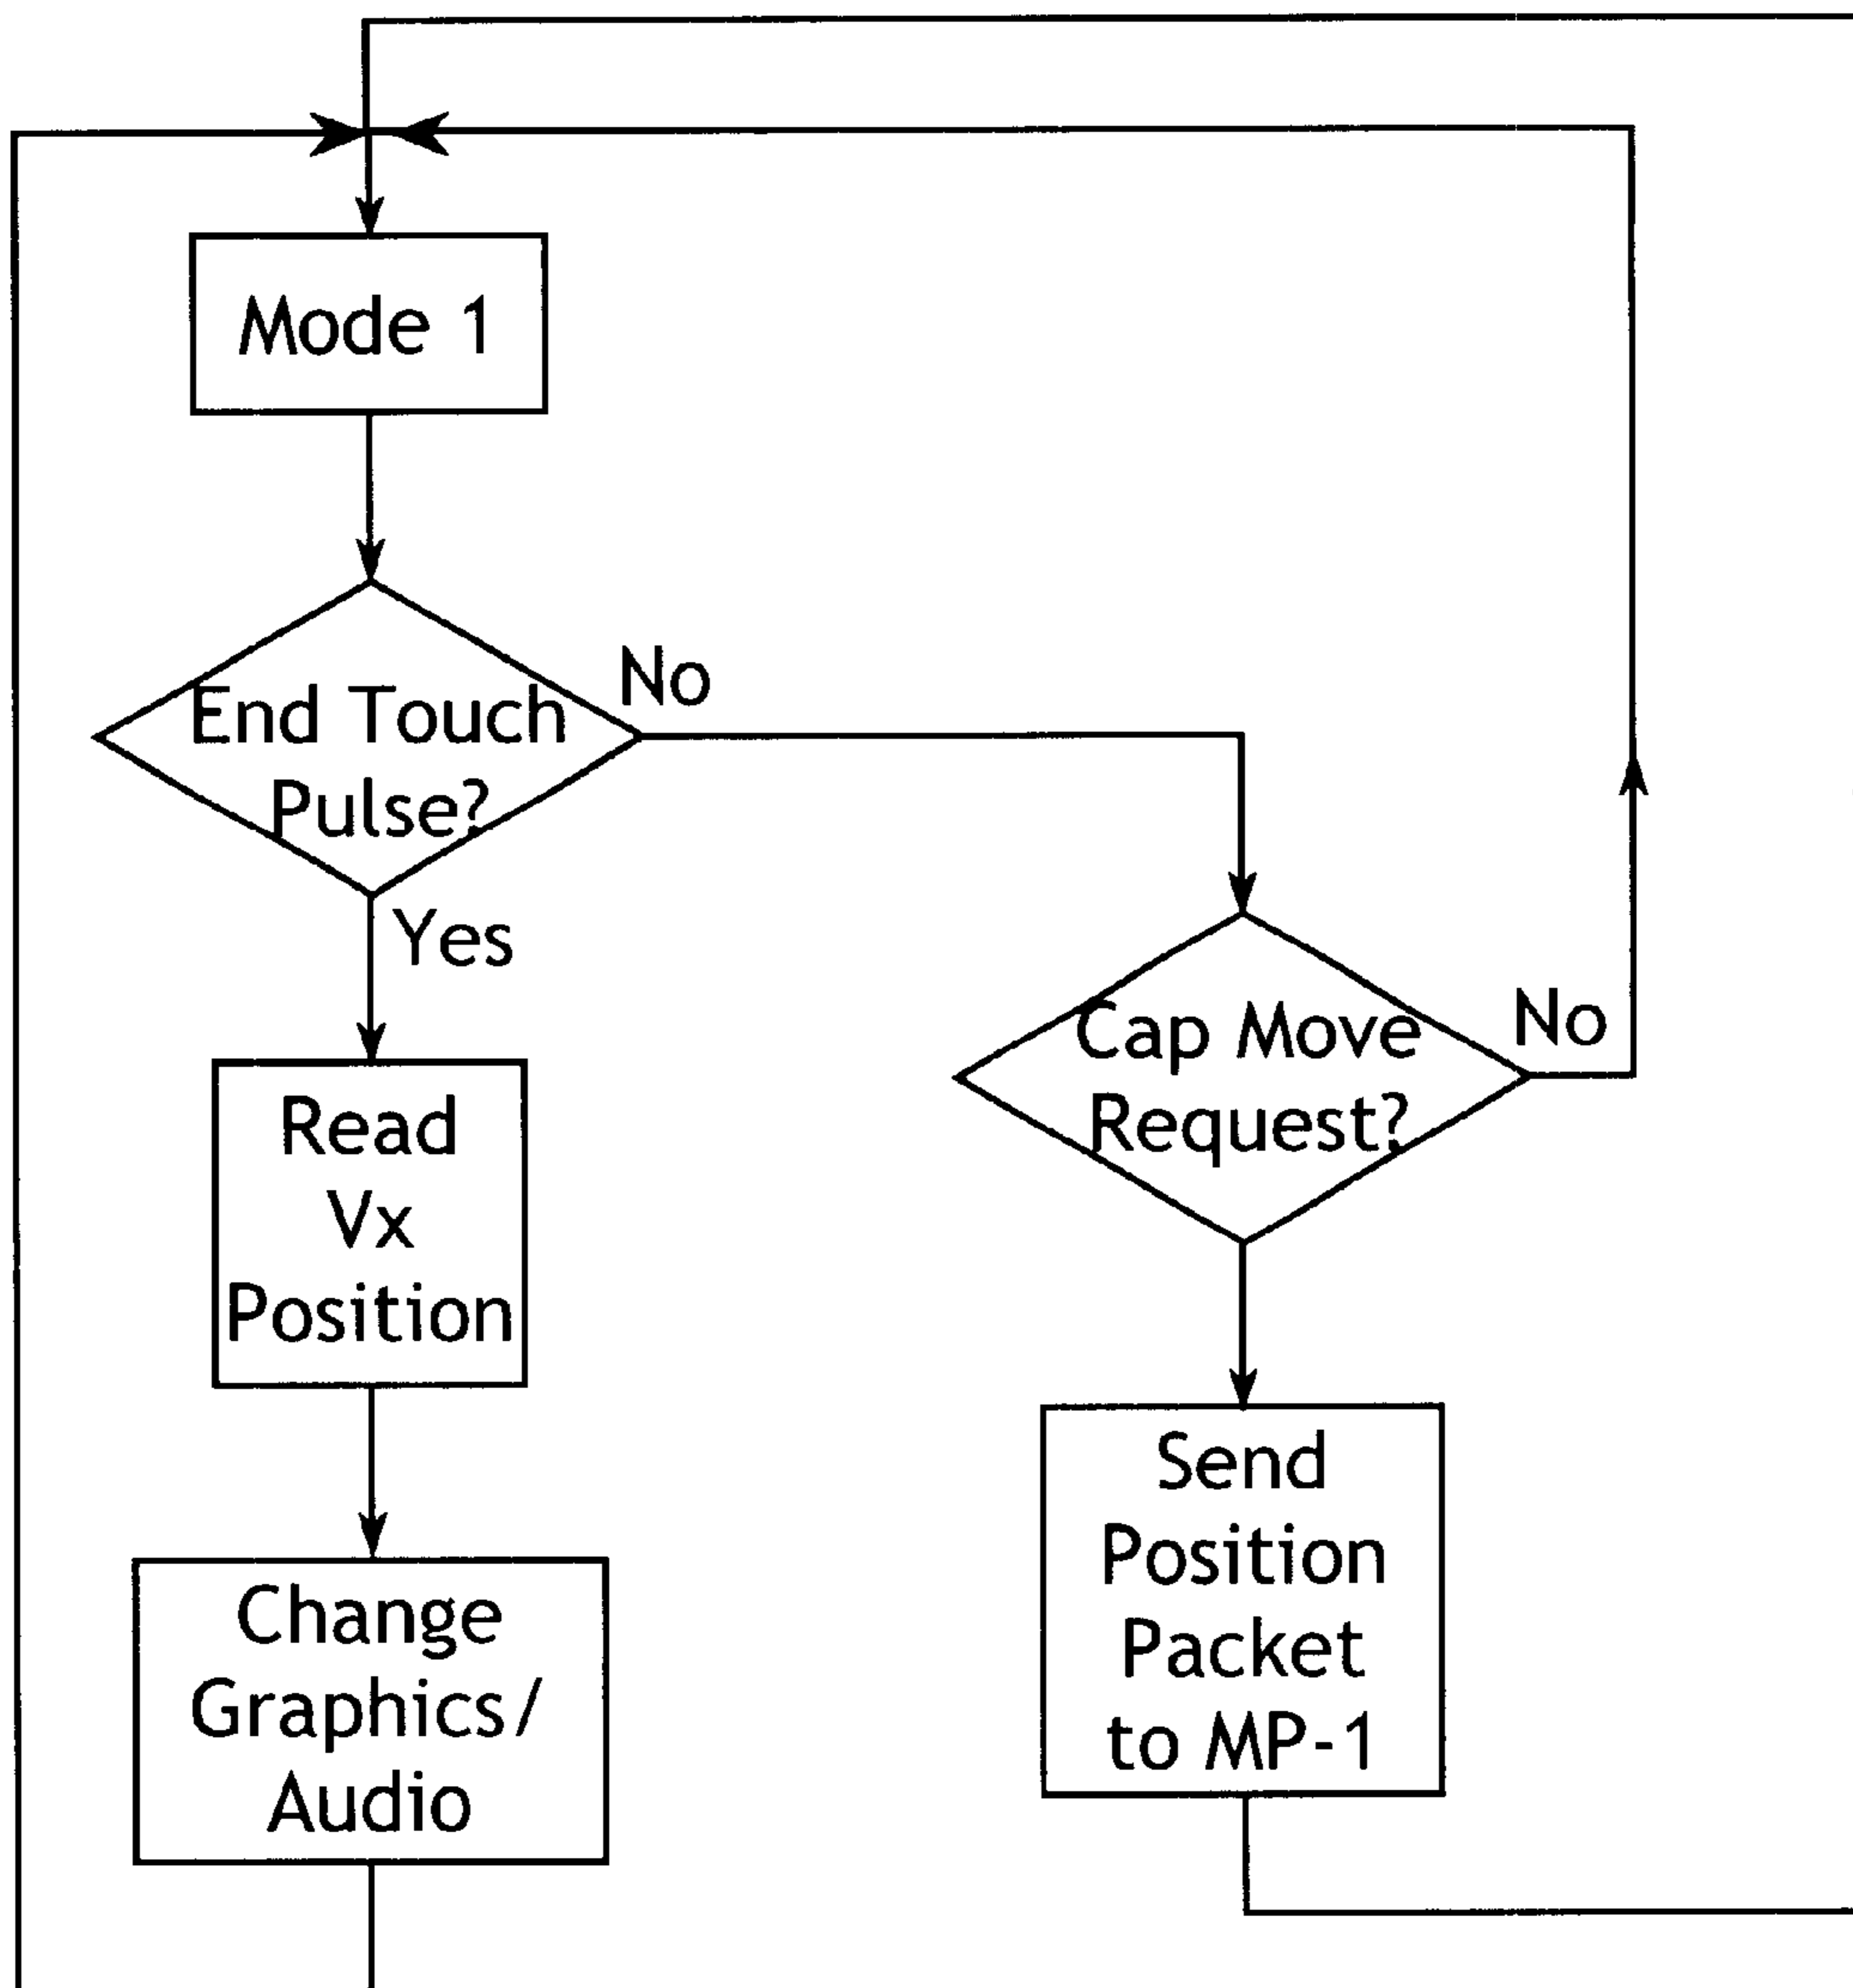 Mode 1
End Touch
Pulse?
No
Yes
Read
Vx
Position
Change
Graphics/
Audio
Cap Move
Request?
No
Send
Position
Packet
to MP-1